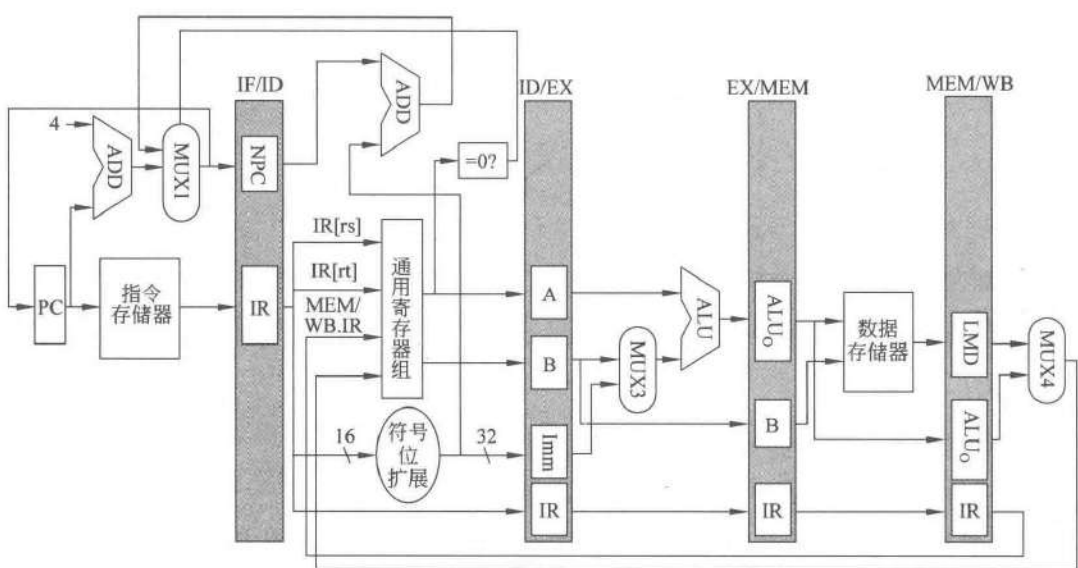 IF/ID
ID/EX
EX/MEM
MEM/WB
4
ADD
MUX1
NPC
ADD
=0?
PC
指令
存储器
IR
IR[rs]
IR[rt]
MEM/
WB.IR
通用寄存器组
16
符号
位
扩展
32
A
B
Imm
IR
MUX3
ALU
ALUO
B
IR
数据
存储器
LMD
ALUO
IR
MUX4